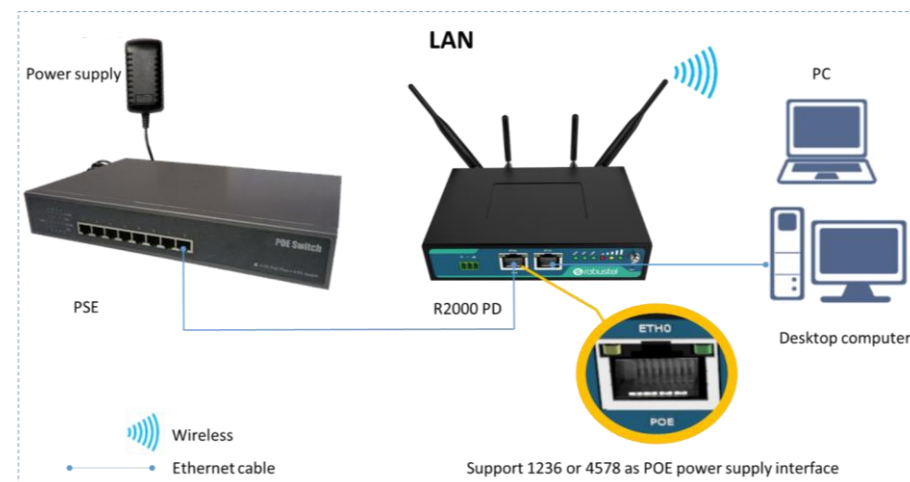 LAN
Power supply
PC
POE Switch
robustel
PSE
R2000 PD
ETH0
Desktop computer
POE
Wireless
Ethernet cable
Support 1236 or 4578 as POE power supply interface